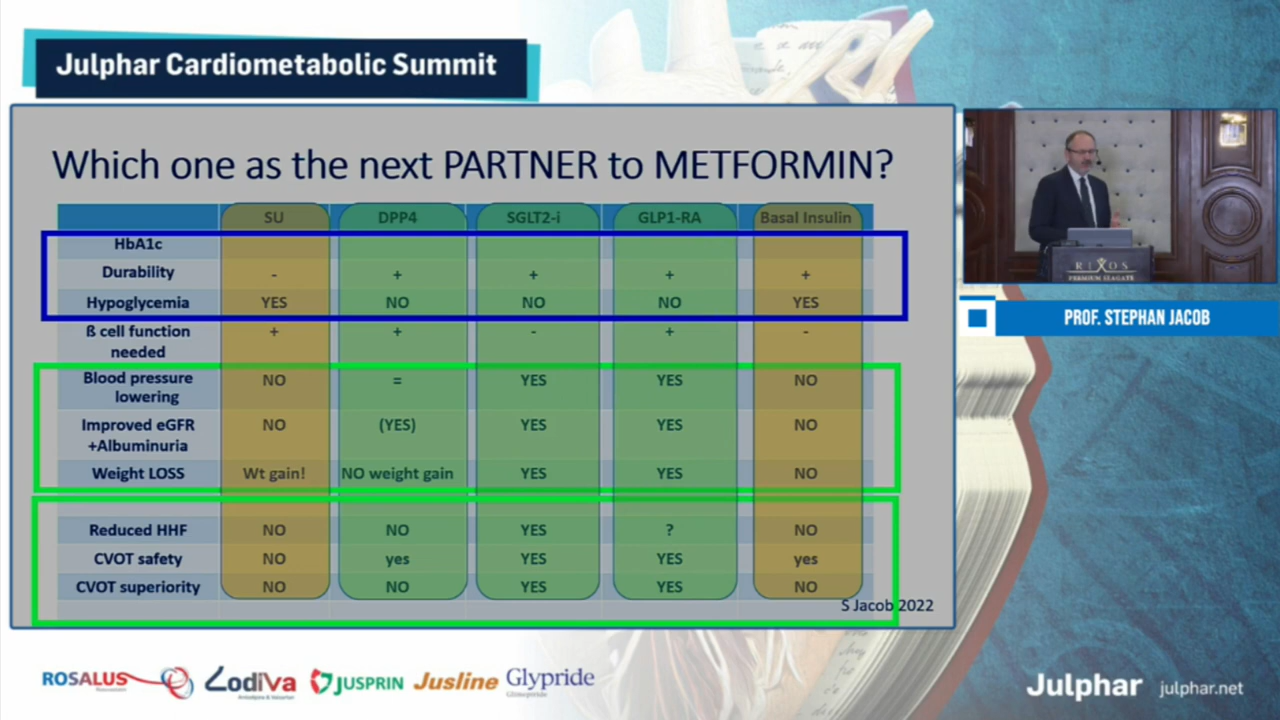 Julphar Cardiometabolic Summit
Which one as the next PARTNER to METFORMIN?
SU DPP4 SGLT2-i GLP1-RA Basal Insulin
HbA1c
Durability - + + + +
Hypoglycemia YES NO NO NO YES
ß cell function + + - + -
needed
Blood pressure NO = YES YES NO
lowering
Improved eGFR NO (YES) YES YES NO
+Albuminuria
Weight LOSS Wt gain! NO weight gain YES YES NO
Reduced HHF NO NO YES ? NO
CVOT safety NO yes YES YES yes
CVOT superiority NO NO YES YES NO
S Jacob 2022
RIXOS
PREMIUM SEAGATE
PROF. STEPHAN JACOB
ROSALUS
Lodiva
JUSPRIN
Jusline
Glypride
Glimepiride
Julphar julphar.net